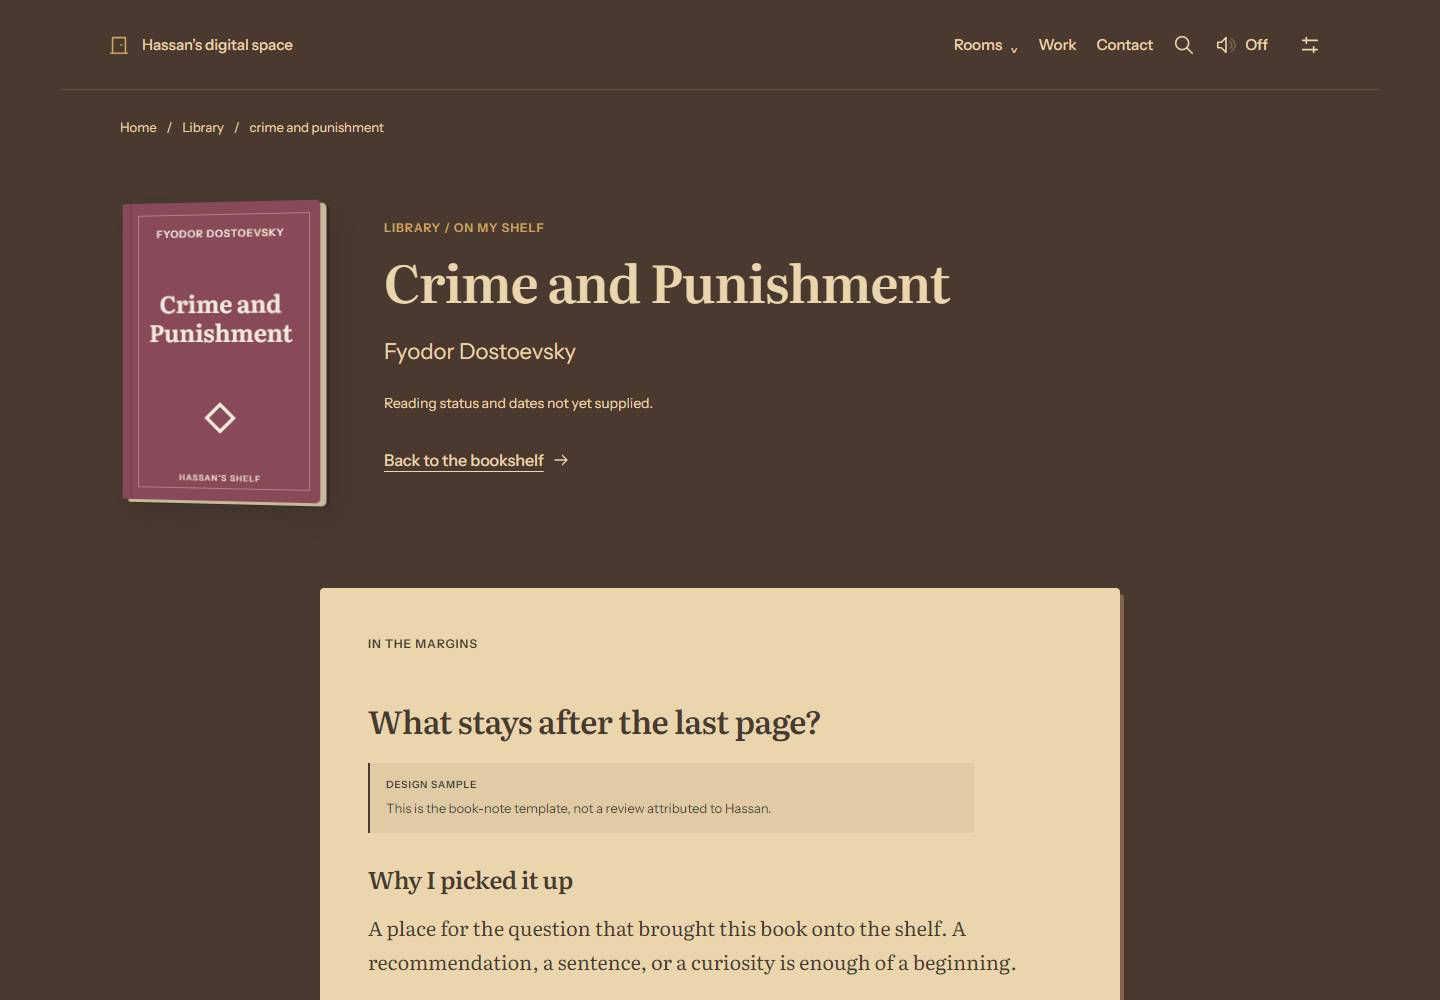 Hassan's digital space
Rooms Work Contact Off
Home / Library / crime and punishment
FYODOR DOSTOEVSKY
Crime and
Punishment
HASSAN'S SHELF
LIBRARY / ON MY SHELF
Crime and Punishment
Fyodor Dostoevsky
Reading status and dates not yet supplied.
Back to the bookshelf →
IN THE MARGINS
What stays after the last page?
DESIGN SAMPLE
This is the book-note template, not a review attributed to Hassan.
Why I picked it up
A place for the question that brought this book onto the shelf. A
recommendation, a sentence, or a curiosity is enough of a beginning.